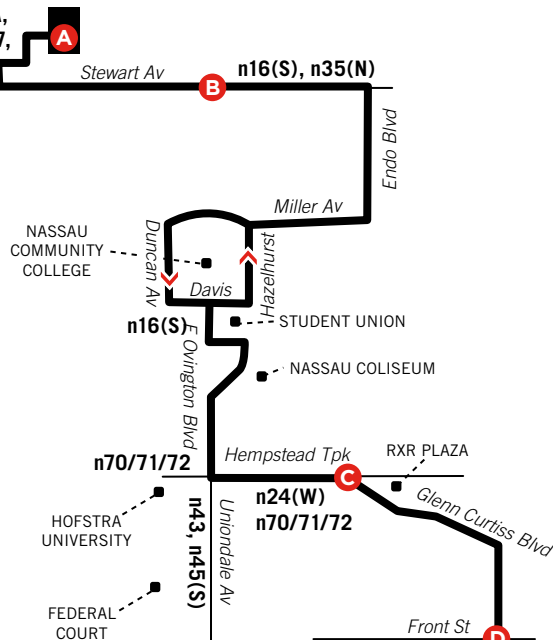 A
Stewart Av
B
n16(S), n35(N)
Endo Blvd
Miller Av
NASSAU
COMMUNITY
COLLEGE
Duncan Av
Hazelhurst
Davis
n16(S)
STUDENT UNION
E Ovington Blvd
NASSAU COLISEUM
n70/71/72
Hempstead Tpk
RXR PLAZA
C
n24(W)
n70/71/72
Glenn Curtiss Blvd
HOFSTRA
UNIVERSITY
n43, n45(S)
Uniondale Av
FEDERAL
COURT
Front St
D